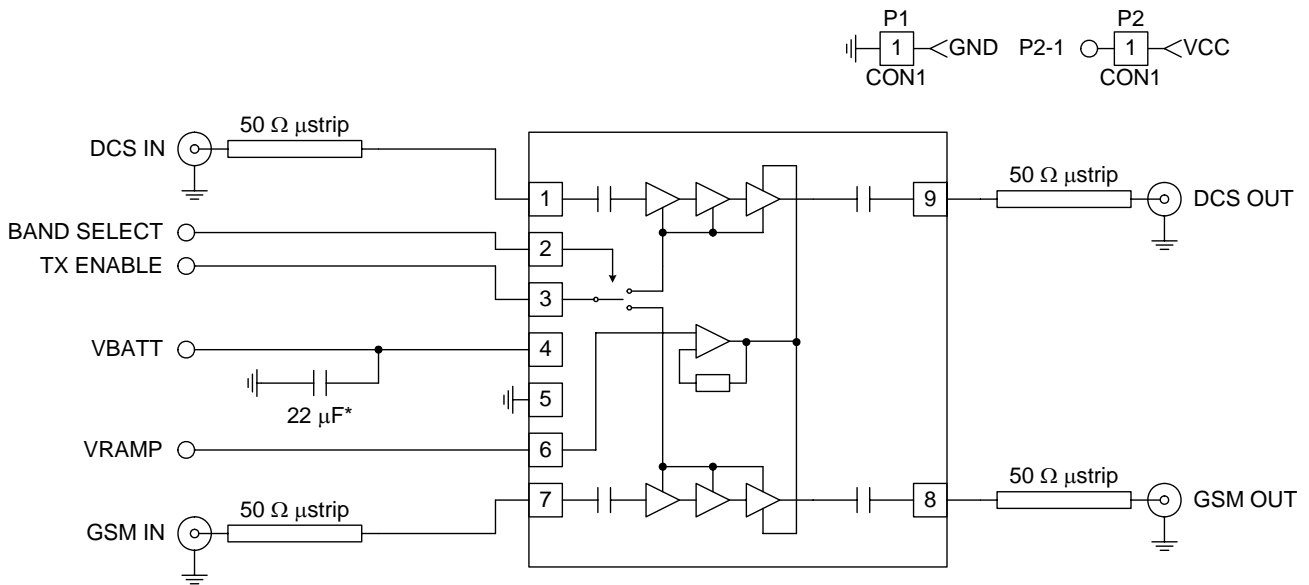 P1
P2
1
GND
P2-1
1
VCC
CON1
CON1
50 Ω µstrip
DCS IN
1
9
50 Ω µstrip
DCS OUT
BAND SELECT
2
TX ENABLE
3
VBATT
4
22 µF*
5
VRAMP
6
7
8
50 Ω µstrip
GSM OUT
50 Ω µstrip
GSM IN